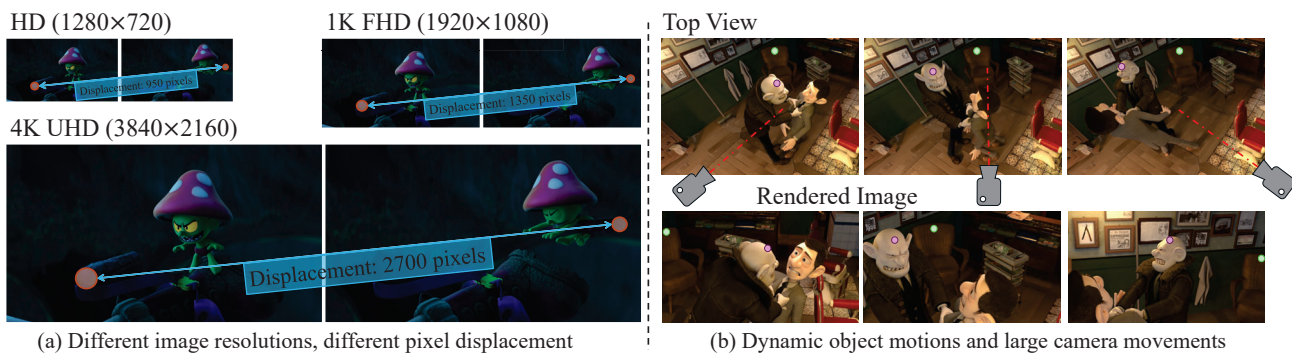 HD (1280×720)
Displacement: 950 pixels
1K FHD (1920×1080)
Displacement: 1350 pixels
4K UHD (3840×2160)
Displacement: 2700 pixels
(a) Different image resolutions, different pixel displacement
Top View
Rendered Image
(b) Dynamic object motions and large camera movements